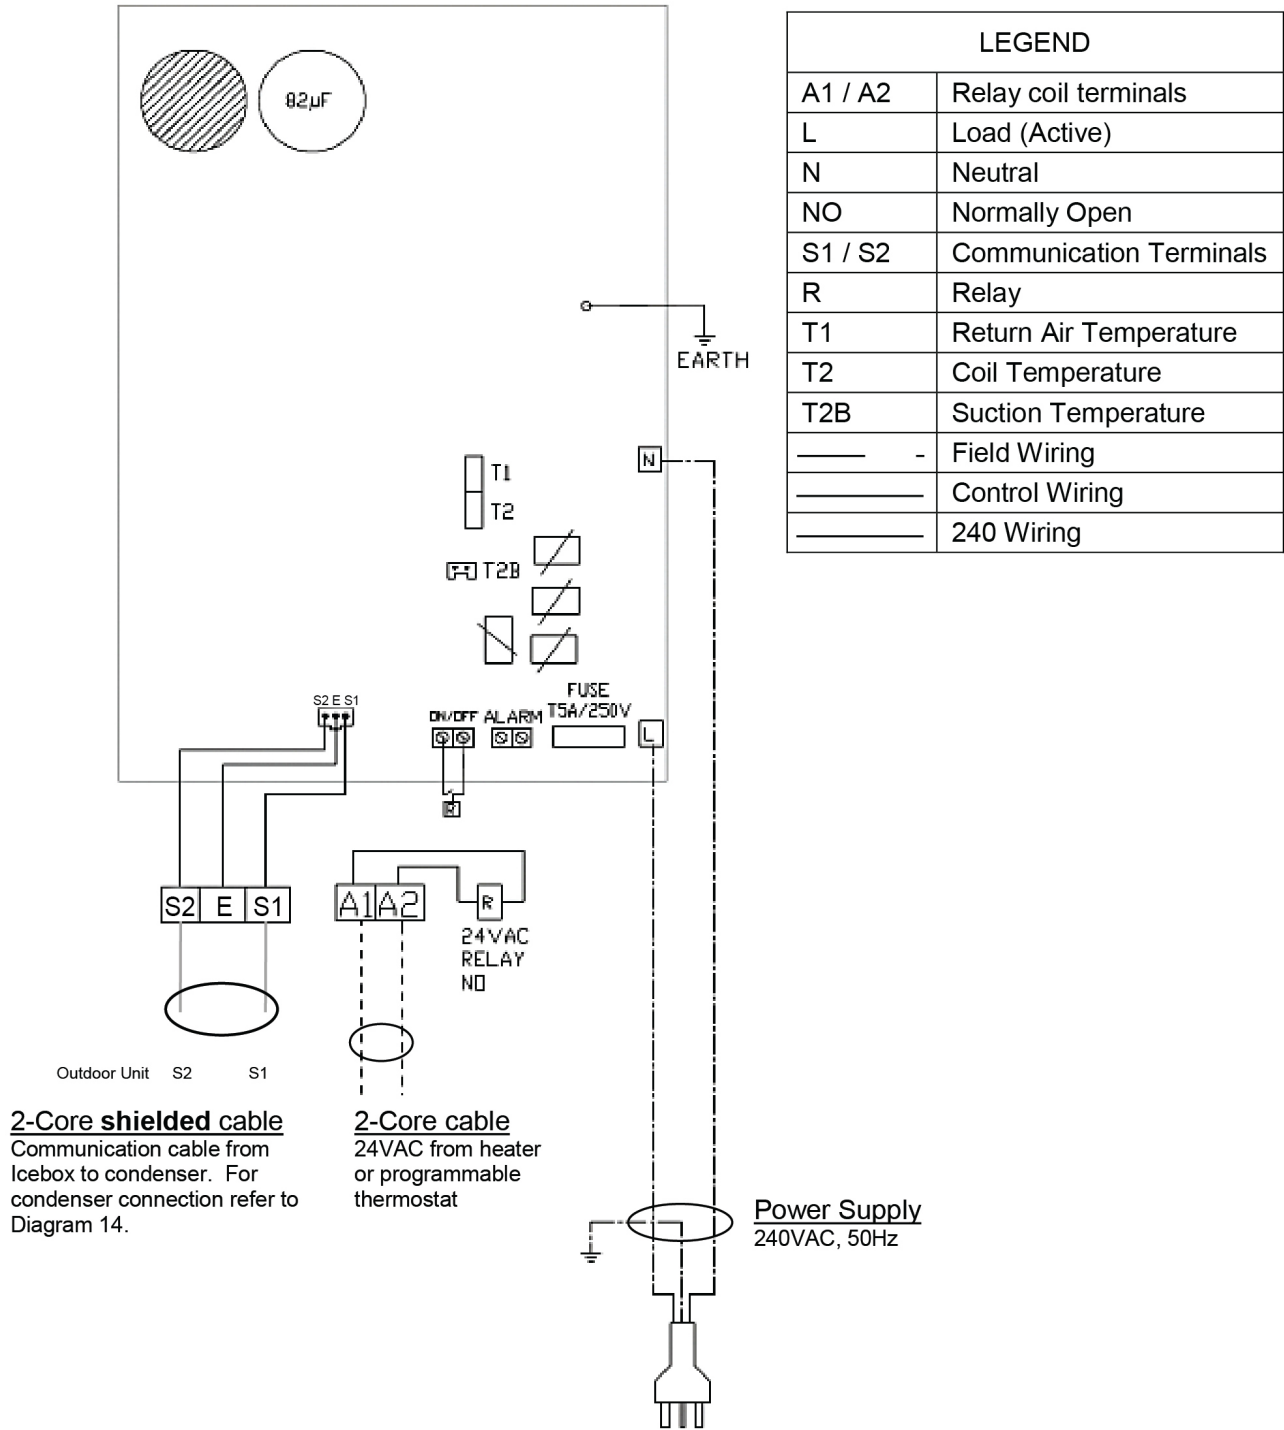 82µF
EARTH
N
T1
T2
T2B
FUSE
T5A/250V
S2 E S1
ON/OFF
ALARM
L
R
S2 E S1
A1 A2
R
24VAC
RELAY
NO
Outdoor Unit S2 S1
2-Core shielded cable
Communication cable from
Icebox to condenser. For
condenser connection refer to
Diagram 14.
2-Core cable
24VAC from heater
or programmable
thermostat
Power Supply
240VAC, 50Hz
LEGEND
A1 / A2 Relay coil terminals
L Load (Active)
N Neutral
NO Normally Open
S1 / S2 Communication Terminals
R Relay
T1 Return Air Temperature
T2 Coil Temperature
T2B Suction Temperature
Field Wiring
Control Wiring
240 Wiring